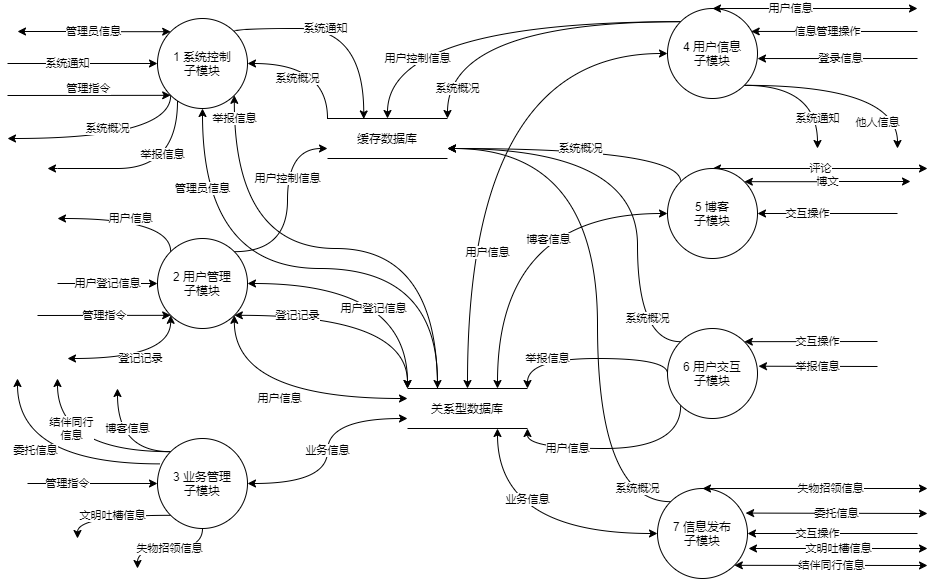 用户信息
管理员信息
系统通知
信息管理操作
1 系统控制
子模块
4 用户信息
子模块
用户控制信息
系统通知
登录信息
系统概况
系统概况
管理指令
举报信息
系统通知
他人信息
系统概况
缓存数据库
举报信息
系统概况
评论
用户控制信息
博文
管理员信息
5 博客
子模块
交互操作
用户信息
博客信息
用户信息
2 用户管理
子模块
用户登记信息
用户登记信息
管理指令
登记记录
系统概况
交互操作
登记记录
举报信息
6 用户交互
子模块
举报信息
用户信息
关系型数据库
结伴同行
信息
博客信息
委托信息
业务信息
用户信息
3 业务管理
子模块
管理指令
系统概况
失物招领信息
业务信息
文明吐槽信息
委托信息
7 信息发布
子模块
交互操作
失物招领信息
文明吐槽信息
结伴同行信息